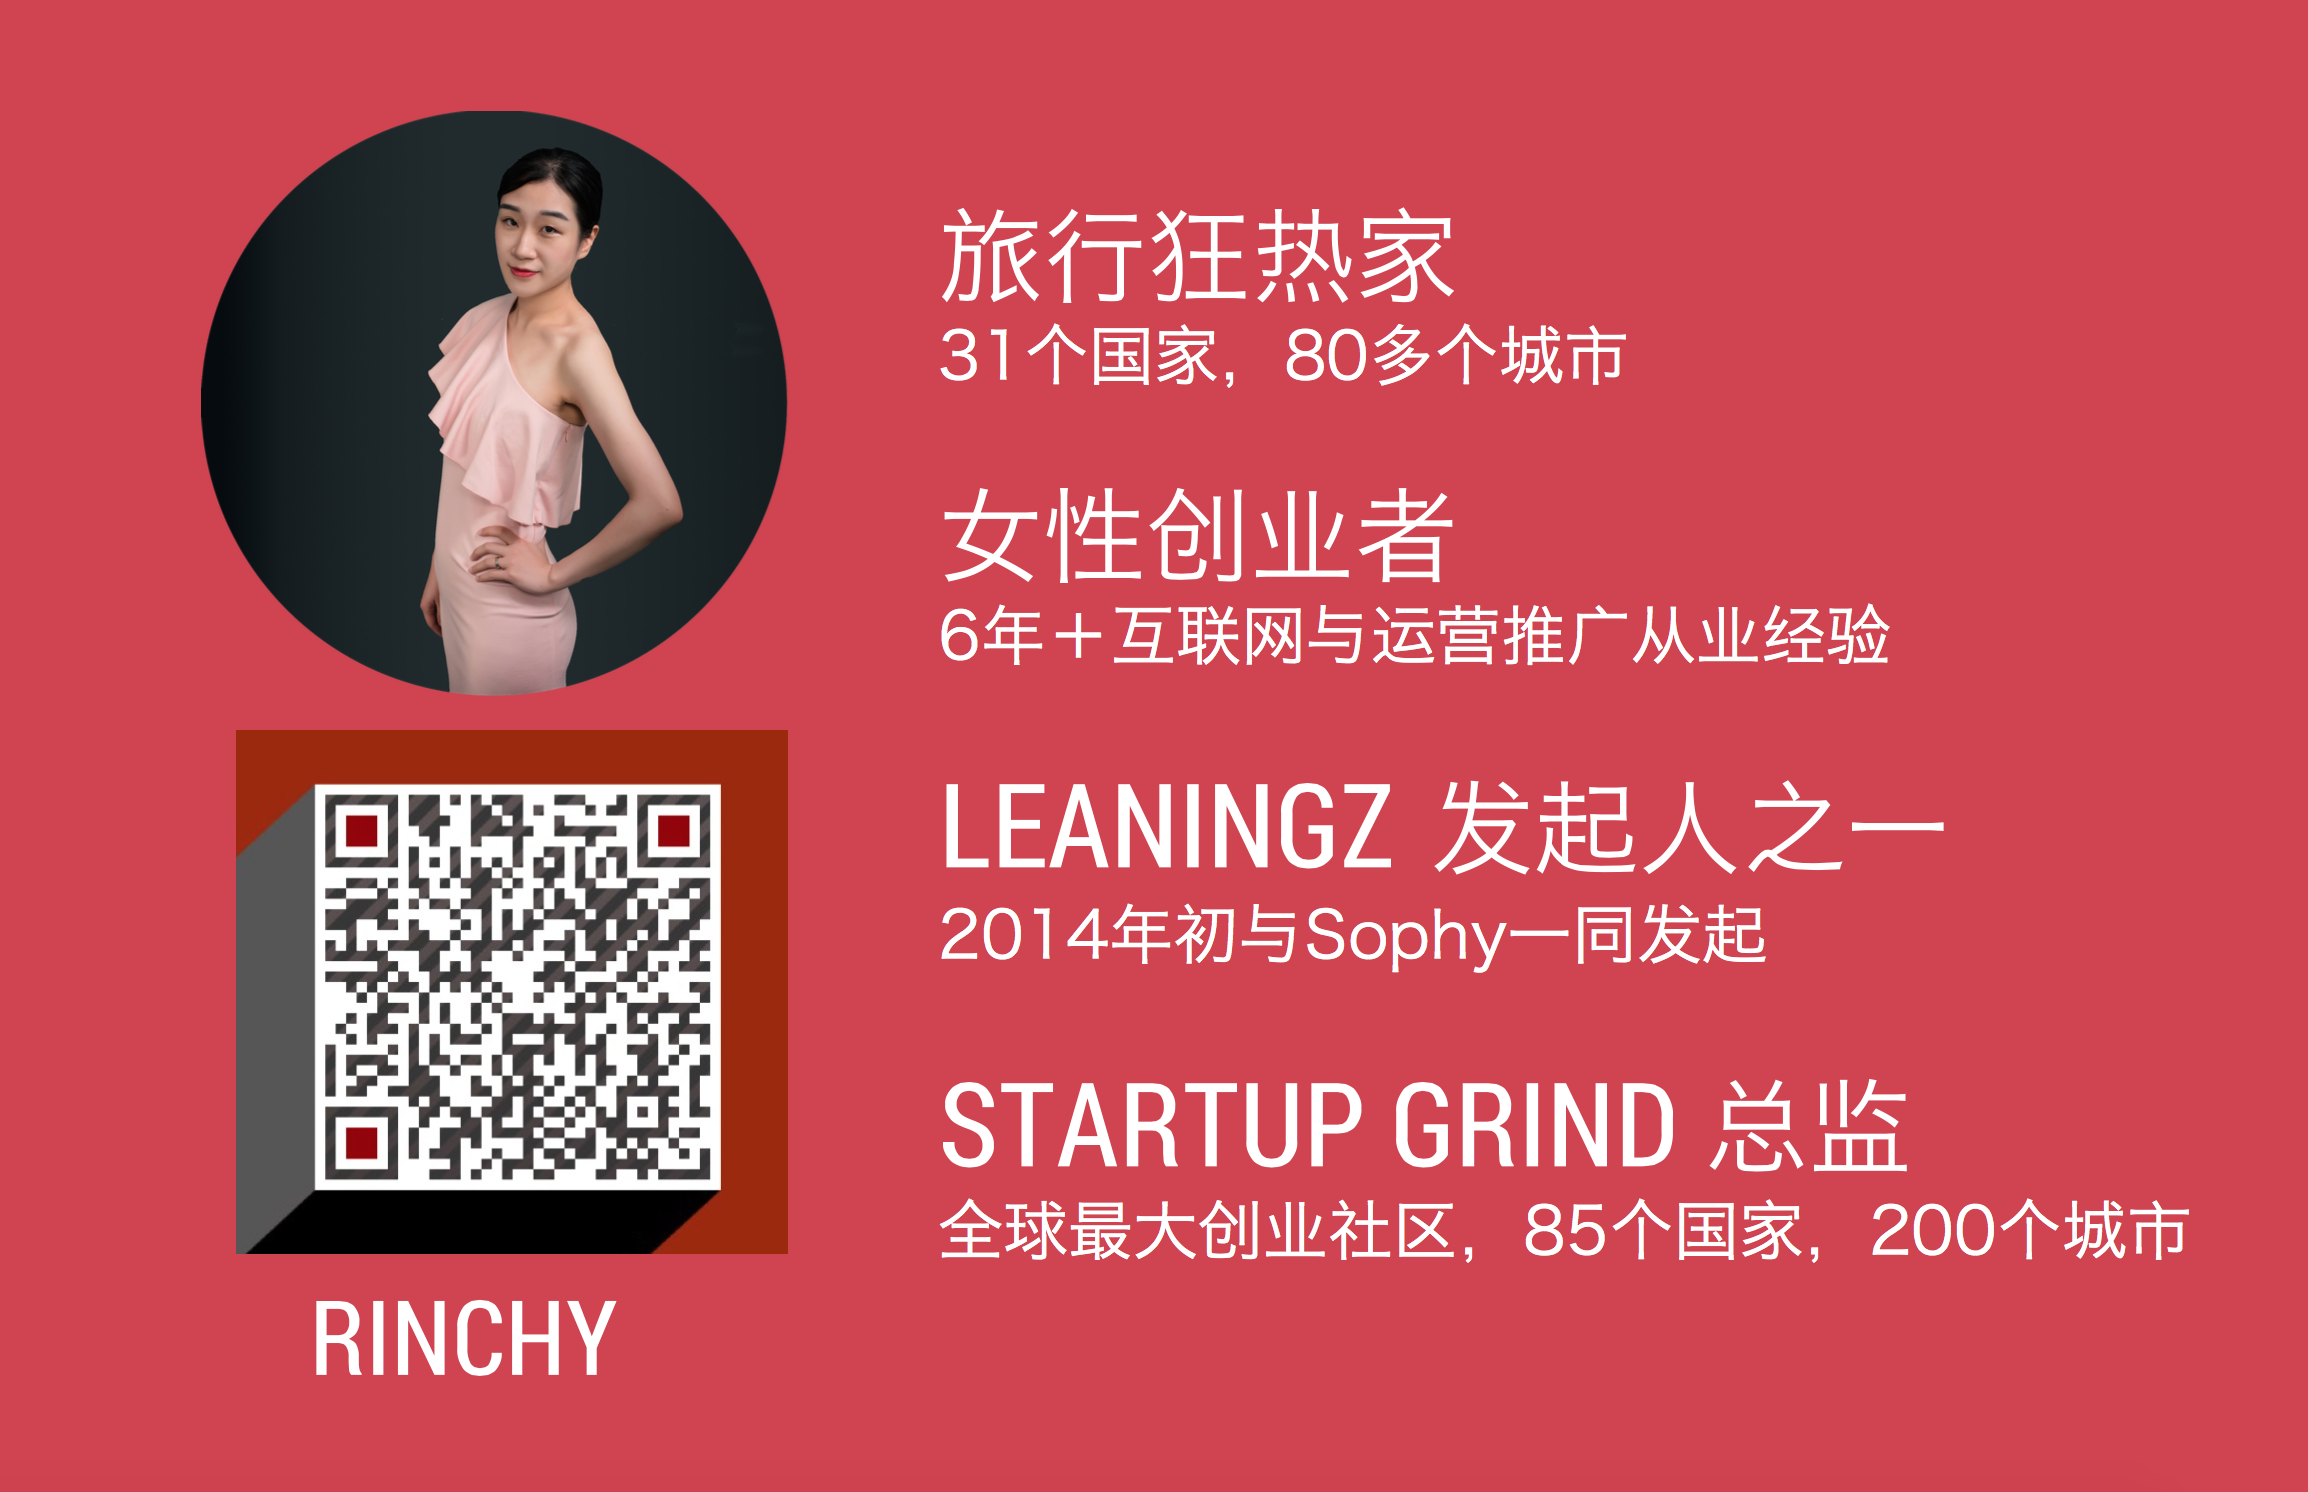 旅行狂热家
31个国家，80多个城市
女性创业者
6年＋互联网与运营推广从业经验
LEANINGZ 发起人之一
2014年初与Sophy一同发起
STARTUP GRIND 总监
全球最大创业社区，85个国家，200个城市
RINCHY